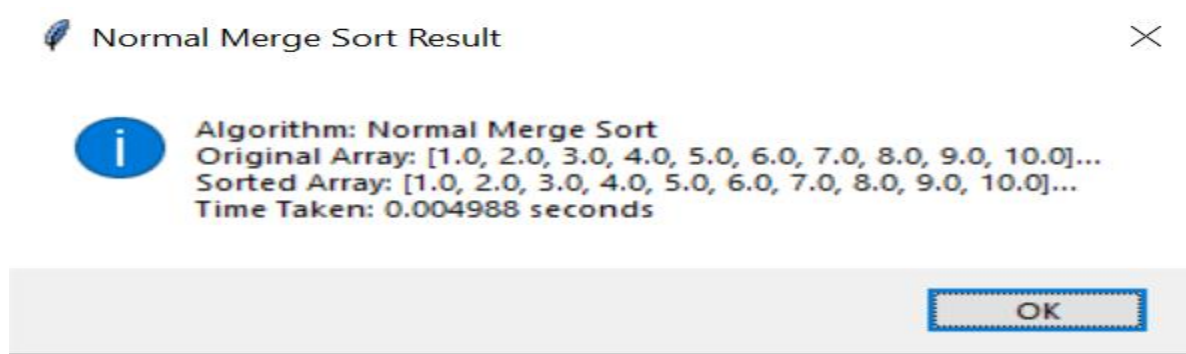 Normal Merge Sort Result
Algorithm: Normal Merge Sort
Original Array: [1.0, 2.0, 3.0, 4.0, 5.0, 6.0, 7.0, 8.0, 9.0, 10.0]...
Sorted Array: [1.0, 2.0, 3.0, 4.0, 5.0, 6.0, 7.0, 8.0, 9.0, 10.0]...
Time Taken: 0.004988 seconds
OK